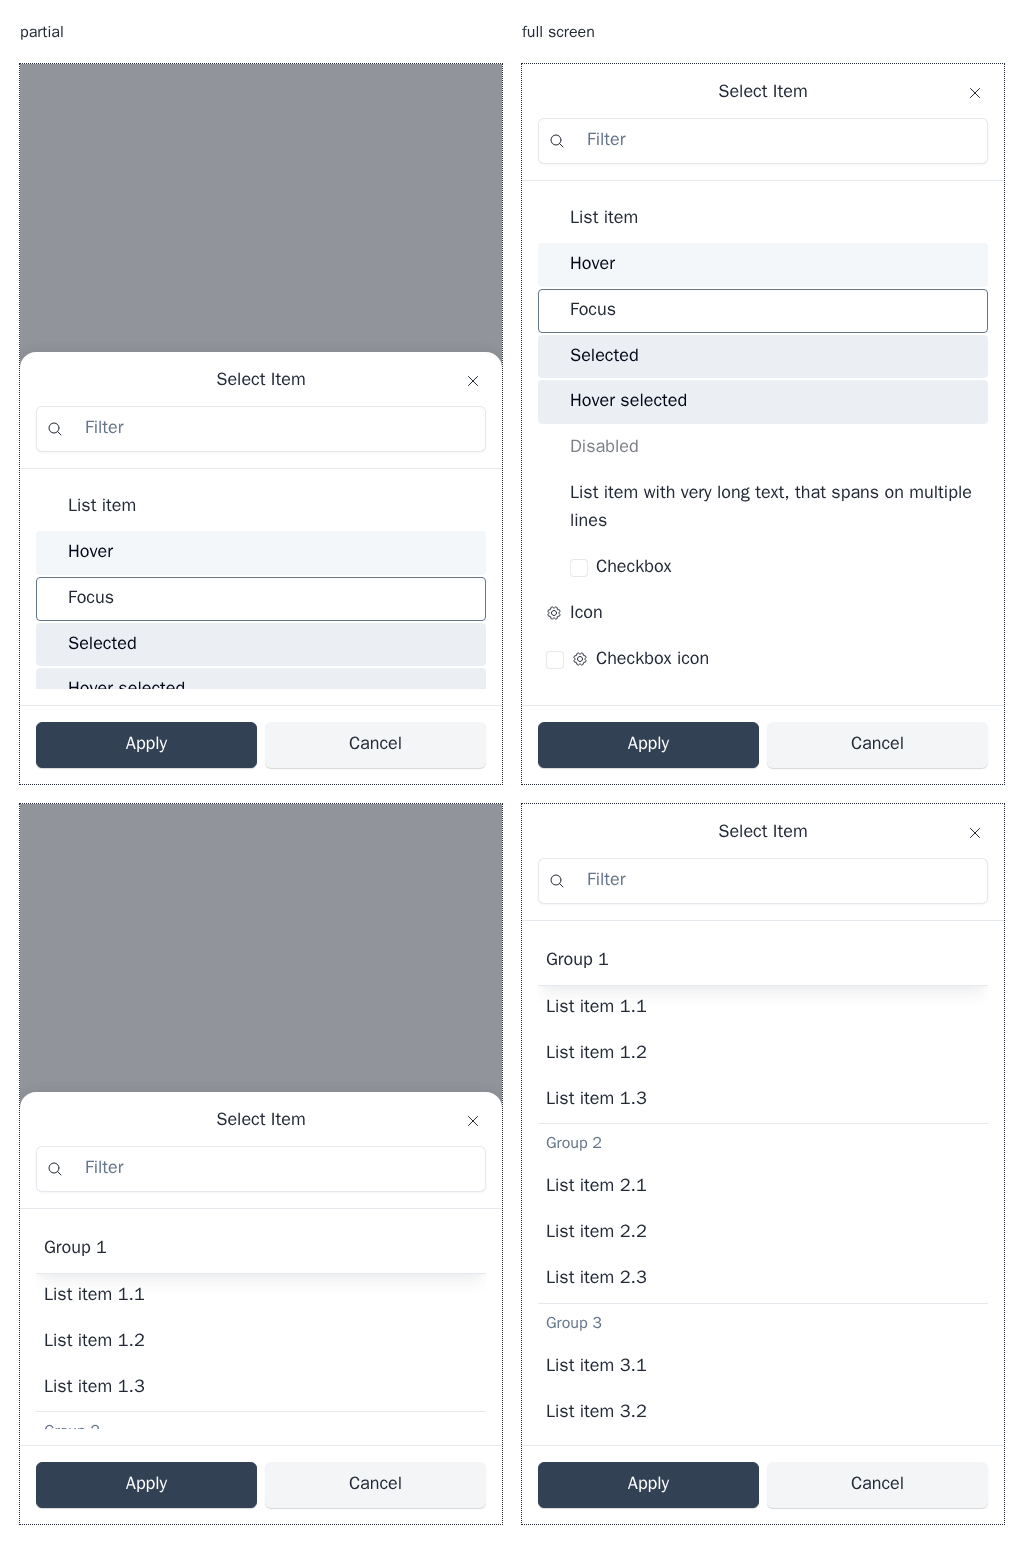 partial
full screen
Select Item
Filter
List item
Hover
Focus
Selected
Hover selected
Apply
Cancel
Select Item
Filter
List item
Hover
Focus
Selected
Hover selected
Disabled
List item with very long text, that spans on multiple
lines
Checkbox
Icon
Checkbox icon
Apply
Cancel
Select Item
Filter
Group 1
List item 1.1
List item 1.2
List item 1.3
Apply
Cancel
Select Item
Filter
Group 1
List item 1.1
List item 1.2
List item 1.3
Group 2
List item 2.1
List item 2.2
List item 2.3
Group 3
List item 3.1
List item 3.2
Apply
Cancel